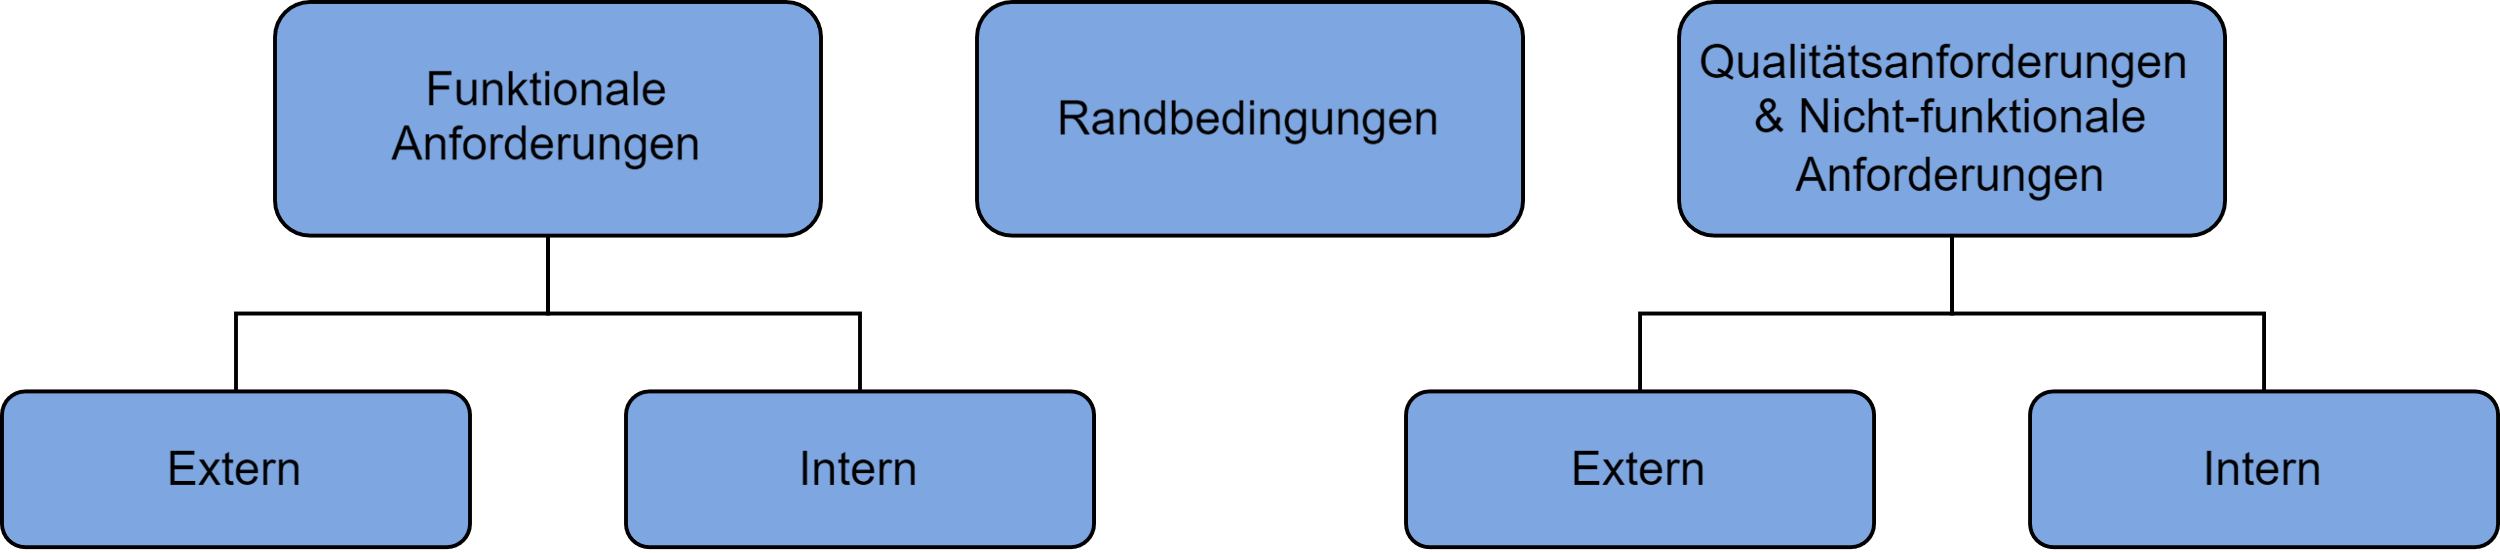 Funktionale
Anforderungen
Randbedingungen
Qualitätsanforderungen
& Nicht-funktionale
Anforderungen
Extern
Intern
Extern
Intern